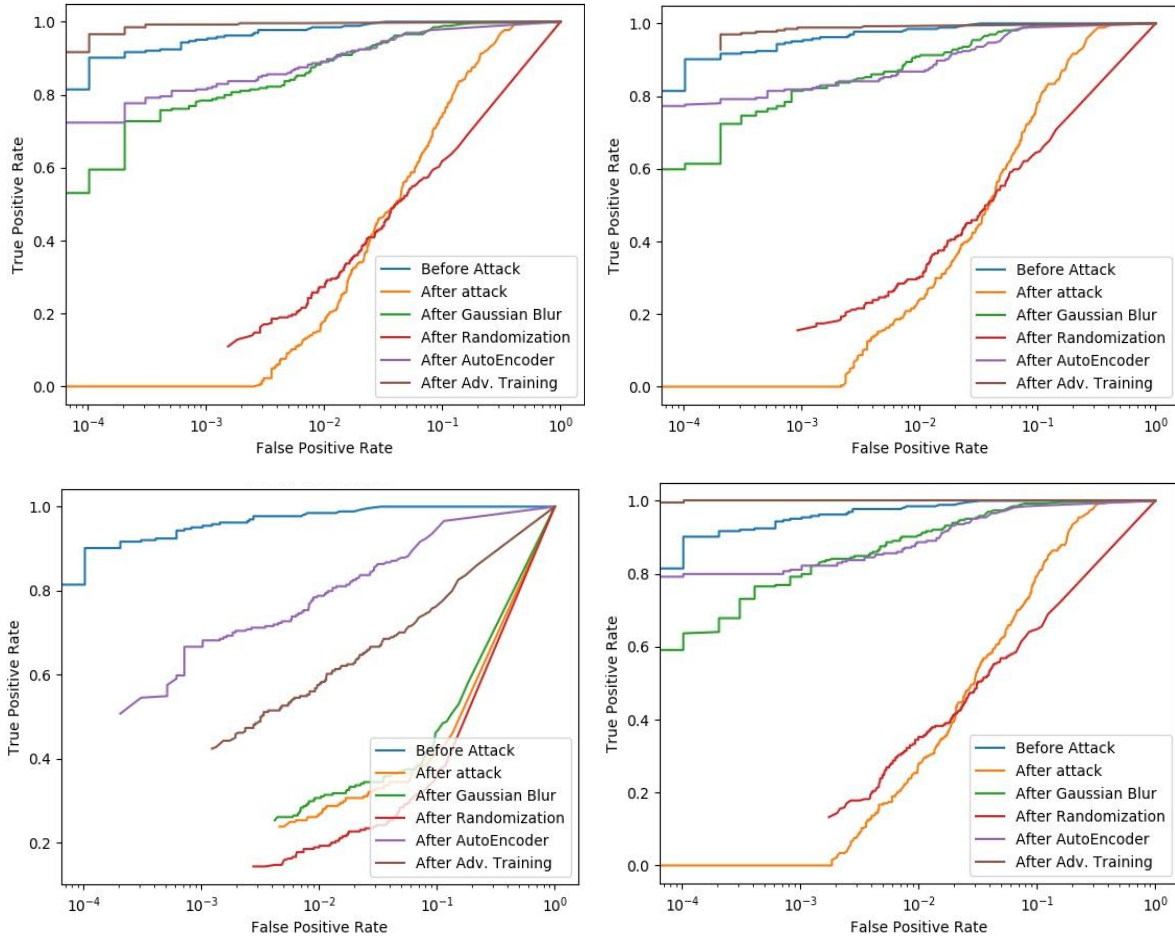 True Positive Rate
1.0
0.8
0.6
0.4
0.2
0.0
Before Attack
After attack
After Gaussian Blur
After Randomization
After AutoEncoder
After Adv. Training
10⁻⁴ 10⁻³ 10⁻² 10⁻¹ 10⁰
False Positive Rate
True Positive Rate
1.0
0.8
0.6
0.4
0.2
0.0
Before Attack
After attack
After Gaussian Blur
After Randomization
After AutoEncoder
After Adv. Training
10⁻⁴ 10⁻³ 10⁻² 10⁻¹ 10⁰
False Positive Rate
True Positive Rate
1.0
0.8
0.6
0.4
0.2
Before Attack
After attack
After Gaussian Blur
After Randomization
After AutoEncoder
After Adv. Training
10⁻⁴ 10⁻³ 10⁻² 10⁻¹ 10⁰
False Positive Rate
True Positive Rate
1.0
0.8
0.6
0.4
0.2
0.0
Before Attack
After attack
After Gaussian Blur
After Randomization
After AutoEncoder
After Adv. Training
10⁻⁴ 10⁻³ 10⁻² 10⁻¹ 10⁰
False Positive Rate